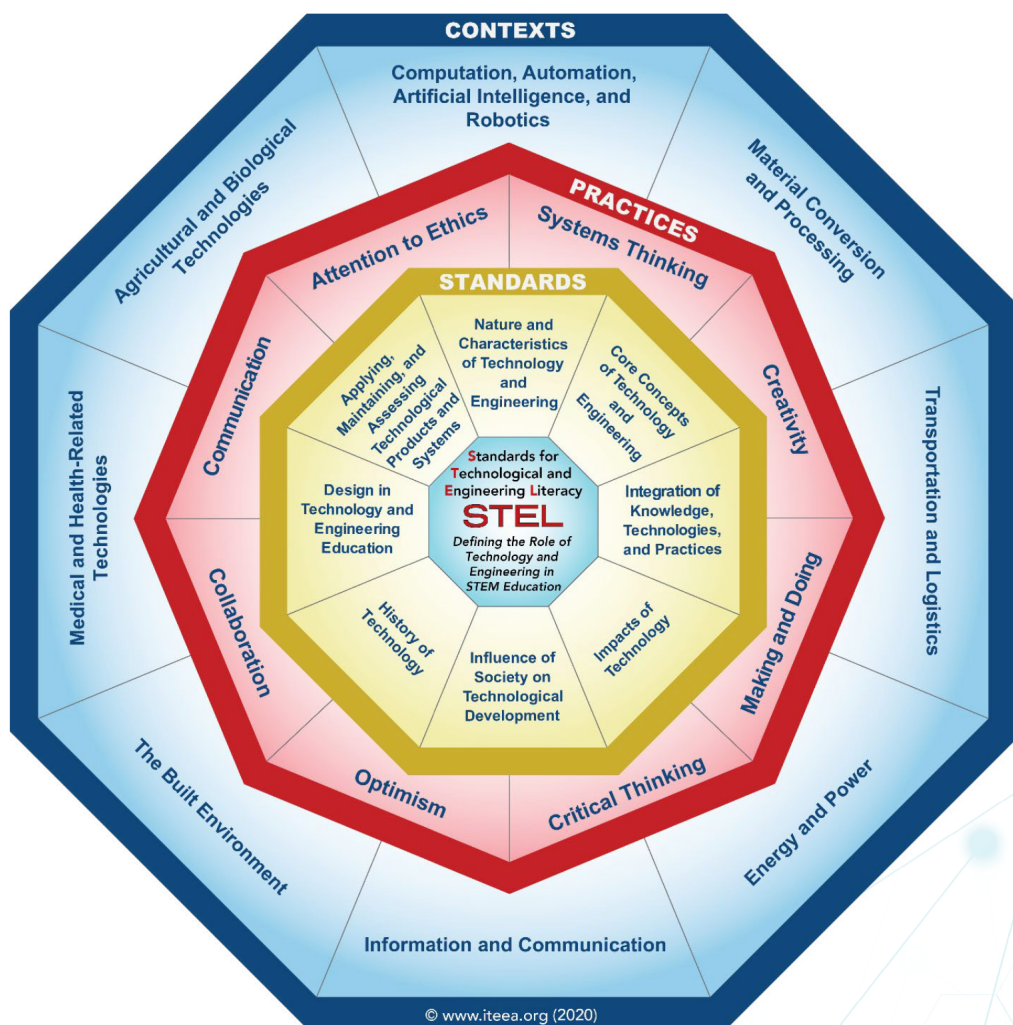 CONTEXTS
Computation, Automation,
Artificial Intelligence, and
Robotics
Material Conversion
and Processing
Transportation and Logistics
Energy and Power
Information and Communication
The Built Environment
Medical and Health-Related
Technologies
Agricultural and Biological
Technologies
PRACTICES
Systems Thinking
Creativity
Making and Doing
Critical Thinking
Optimism
Collaboration
Communication
Attention to Ethics
STANDARDS
Nature and
Characteristics
of Technology
and
Engineering
Core Concepts
of Technology
and
Engineering
Integration of
Knowledge,
Technologies,
and Practices
Impacts of
Technology
Influence of
Society on
Technological
Development
History of
Technology
Design in
Technology and
Engineering
Education
Applying,
Maintaining, and
Assessing
Technological
Products and
Systems
Standards for
Technological and
Engineering Literacy
STEL
Defining the Role of
Technology and
Engineering in
STEM Education
© www.iteea.org (2020)